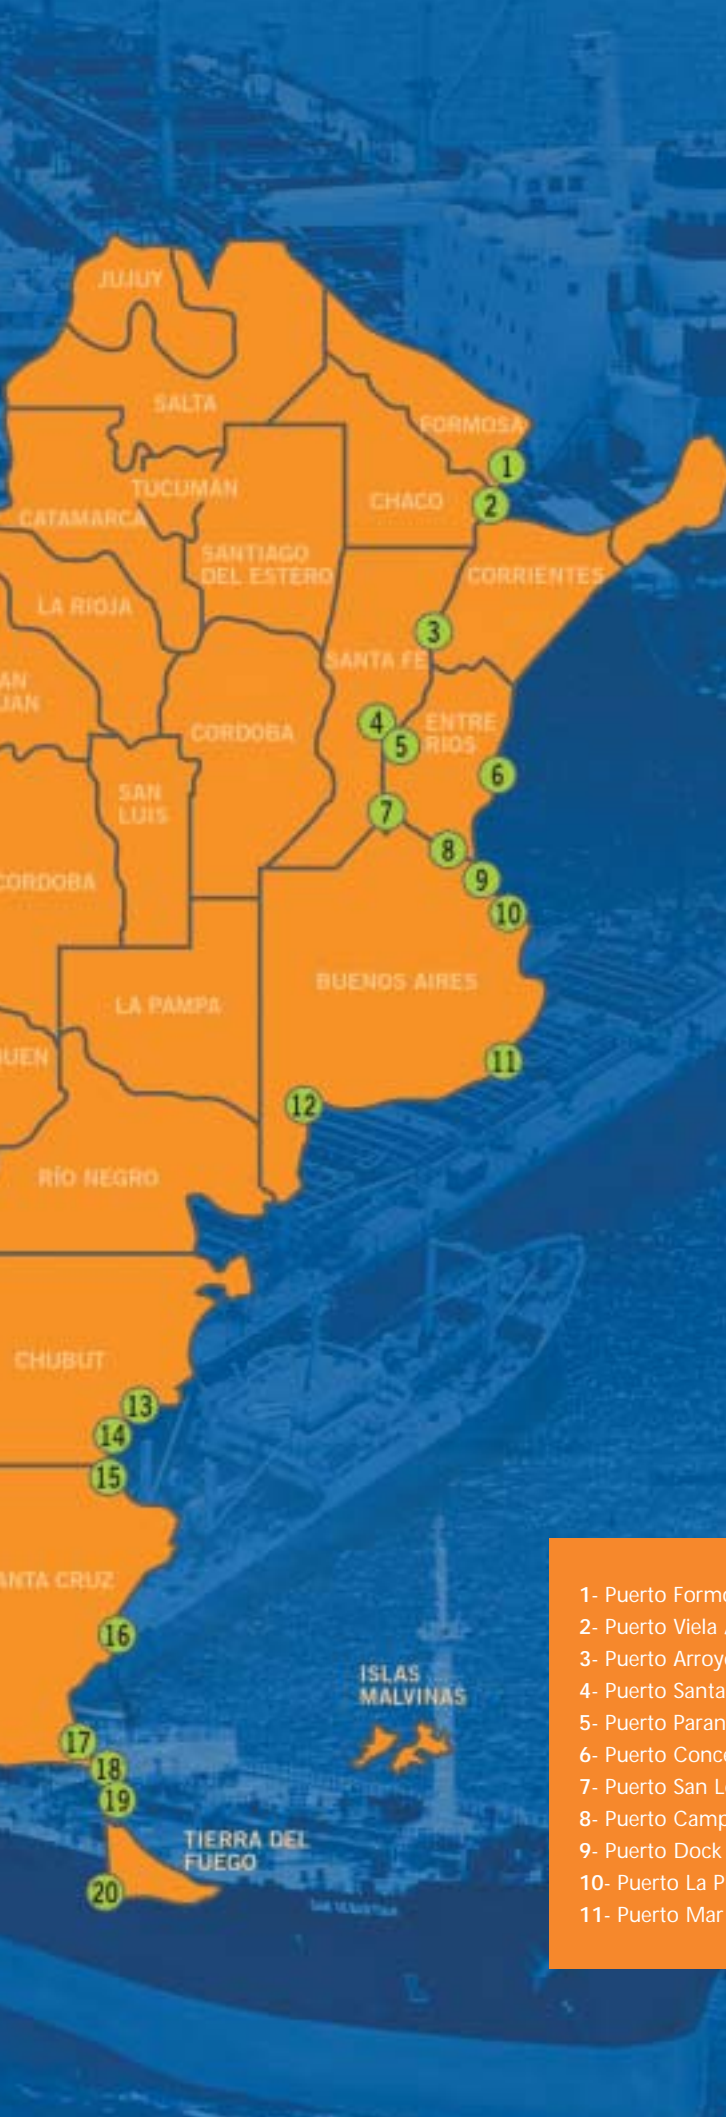 JUJUY
SALTA
FORMOSA
1
TUCUMÁN
CHACO
2
CATAMARCA
SANTIAGO
DEL ESTERO
CORRIENTES
LA RIOJA
3
SANTA FE
AN
UAN
CORDOBA
4
ENTRE
RIOS
5
6
SAN
LUIS
7
8
CORDOBA
9
10
BUENOS AIRES
LA PAMPA
UEN
11
12
RÍO NEGRO
CHUBUT
13
14
15
ANTA CRUZ
16
ISLAS
MALVINAS
17
18
19
TIERRA DEL
FUEGO
20
1- Puerto Formo
2- Puerto Viela
3- Puerto Arroy
4- Puerto Santa
5- Puerto Paran
6- Puerto Conce
7- Puerto San L
8- Puerto Camp
9- Puerto Dock
10- Puerto La P
11- Puerto Mar